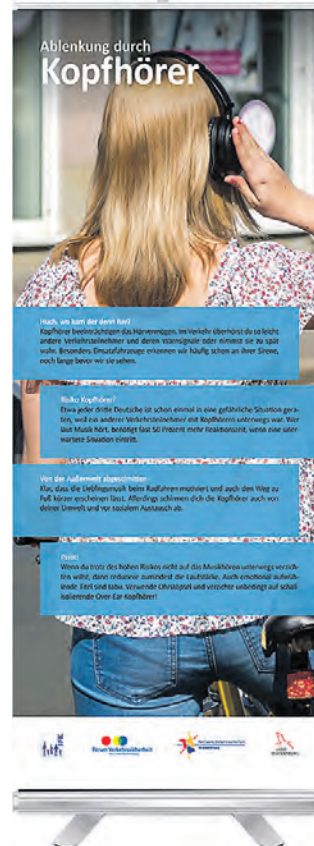 Ablenkung durch
Kopfhörer
Huch, wo kam der denn her?
Kopfhörer beeinträchtigen das Hörvermögen. Im Verkehr überhörst du so leicht
andere Verkehrsteilnehmer und deren Warnsignale oder nimmst sie zu spät
wahr. Besonders Einsatzfahrzeuge erkennen wir häufig schon an ihrer Sirene,
noch lange bevor wir sie sehen.
Risiko Kopfhörer?
Etwa jeder dritte Deutsche ist schon einmal in eine gefährliche Situation gera-
ten, weil ein anderer Verkehrsteilnehmer mit Kopfhörern unterwegs war. Wer
laut Musik hört, benötigt fast 50 Prozent mehr Reaktionszeit, wenn eine uner-
wartete Situation eintritt.
Von der Außenwelt abgeschnitten
Klar, dass die Lieblingsmusik beim Radfahren motiviert und auch den Weg zu
Fuß kürzer erscheinen lässt. Allerdings schirmen dich die Kopfhörer auch von
deiner Umwelt und vor sozialem Austausch ab.
Wenn du trotz des hohen Risikos nicht auf das Musikhören unterwegs verzich-
ten willst, dann reduziere zumindest die Lautstärke. Auch emotional aufwüh-
lende Titel sind tabu. Verwende Ohrstöpsel und verzichte unbedingt auf schall-
isolierende Over-Ear-Kopfhörer!
Forum Verkehrssicherheit